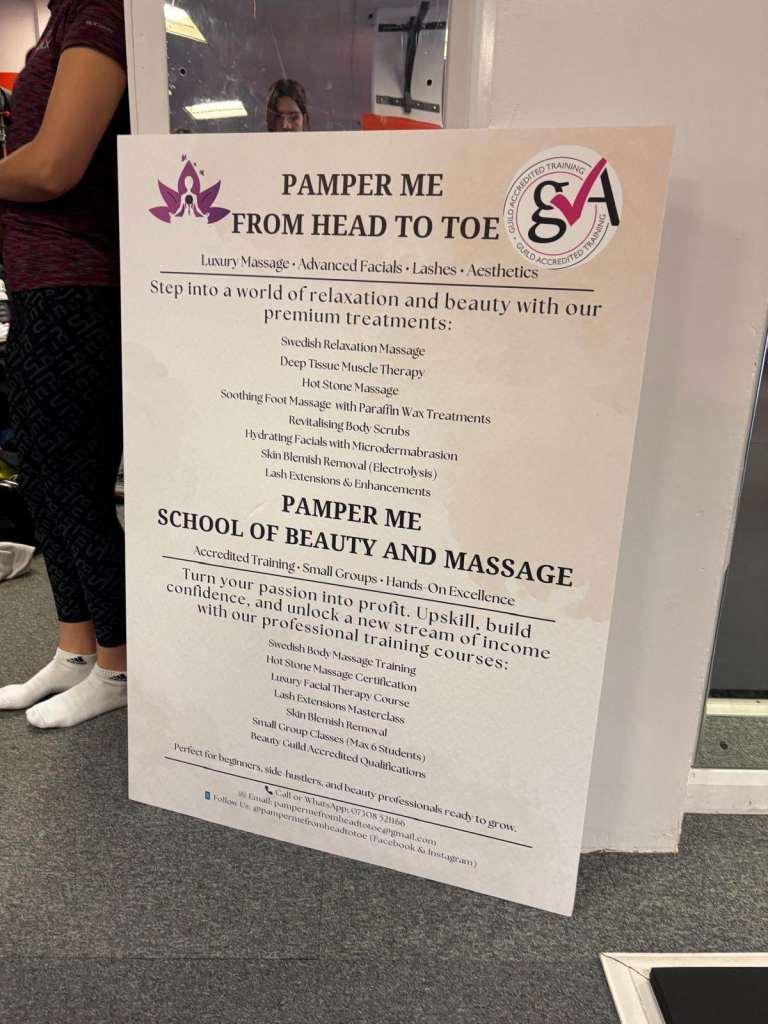 PAMPER ME
FROM HEAD TO TOE
GUILD ACCREDITED TRAINING
gA
GUILD ACCREDITED TRAINING
Luxury Massage • Advanced Facials • Lashes • Aesthetics
Step into a world of relaxation and beauty with our
premium treatments:
Swedish Relaxation Massage
Deep Tissue Muscle Therapy
Hot Stone Massage
Soothing Foot Massage with Paraffin Wax Treatments
Revitalising Body Scrubs
Hydrating Facials with Microdermabrasion
Skin Blemish Removal (Electrolysis)
Lash Extensions & Enhancements
PAMPER ME
SCHOOL OF BEAUTY AND MASSAGE
Accredited Training • Small Groups • Hands-On Excellence
Turn your passion into profit. Upskill, build
confidence, and unlock a new stream of income
with our professional training courses:
Swedish Body Massage Training
Hot Stone Massage Certification
Luxury Facial Therapy Course
Lash Extensions Masterclass
Skin Blemish Removal
Small Group Classes (Max 6 Students)
Beauty Guild Accredited Qualifications
Perfect for beginners, side-hustlers, and beauty professionals ready to grow.
Call or WhatsApp: 07508 521166
Email: pampermefromheadtotoe@gmail.com
Follow Us: @pampermefromheadtotoe (Facebook & Instagram)
adidas